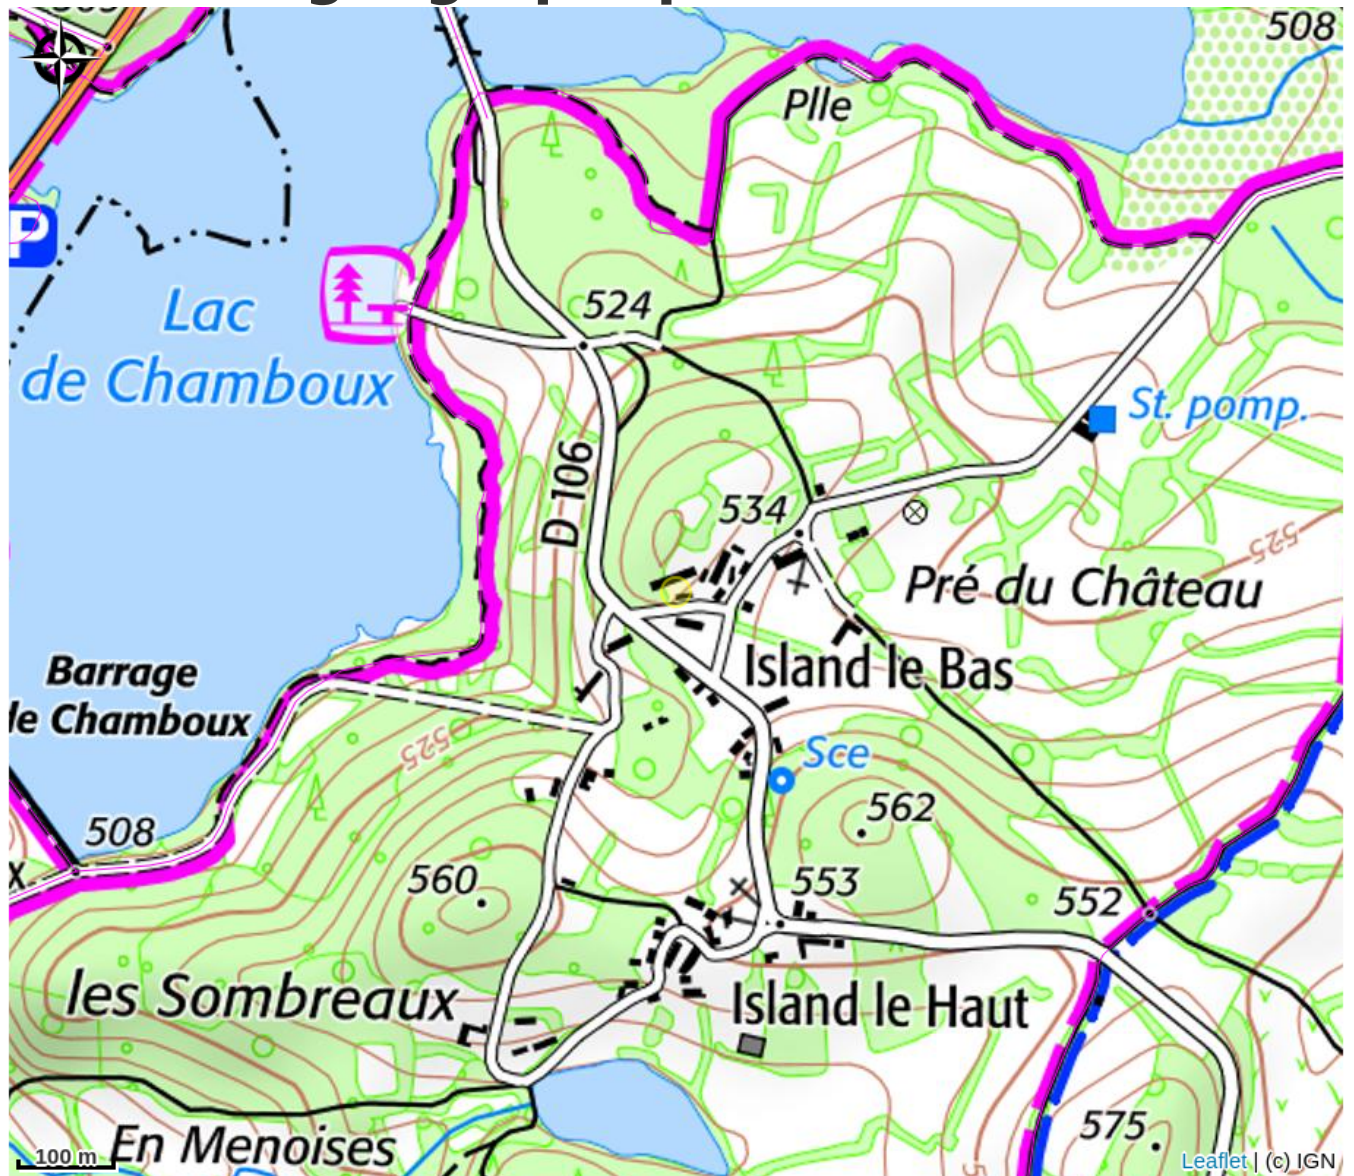 508
Plle
P
524
Lac
de Chamboux
St. pomp.
D 106
534
525
Pré du Château
Island le Bas
Barrage
le Chamboux
525
Sce
562
508
x
560
553
552
les Sombreaux
Island le Haut
575
En Menoises
100 m
Leaflet | (c) IGN